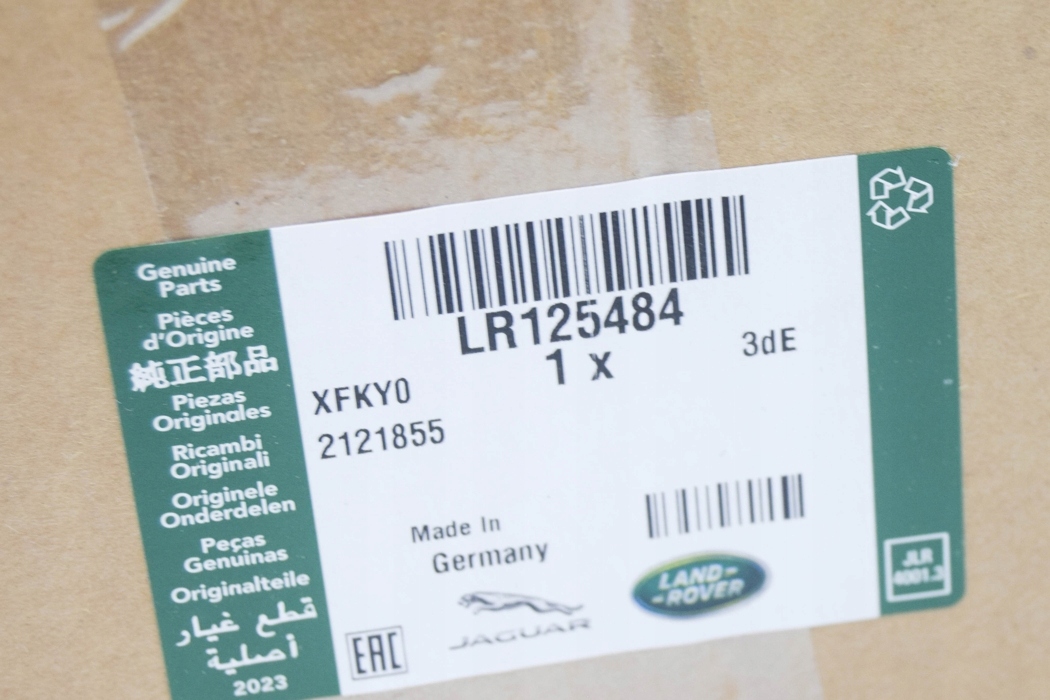 Genuine
Parts
Pièces
d'Origine
純正部品
Piezas
Originales
Ricambi
Originali
Originele
Onderdelen
Peças
Genuinas
Originalteile
قطع غيار
أصلية
2023
LR125484
1 x
3dE
XFKY0
2121855
Made In
Germany
EAC
JAGUAR
LAND-
-ROVER
JLR
4001.3